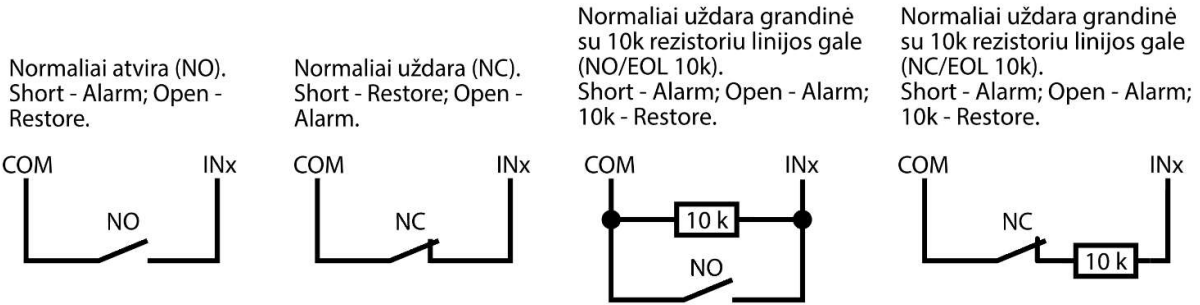 Normaliai atvira (NO).
Short - Alarm; Open -
Restore.
COM
INx
NO
Normaliai uždara (NC).
Short - Restore; Open -
Alarm.
COM
INx
NC
Normaliai uždara grandinė
su 10k rezistoriu linijos gale
(NO/EOL 10k).
Short - Alarm; Open - Alarm;
10k - Restore.
COM
INx
10 k
NO
Normaliai uždara grandinė
su 10k rezistoriu linijos gale
(NC/EOL 10k).
Short - Alarm; Open - Alarm;
10k - Restore.
COM
INx
NC
10 k